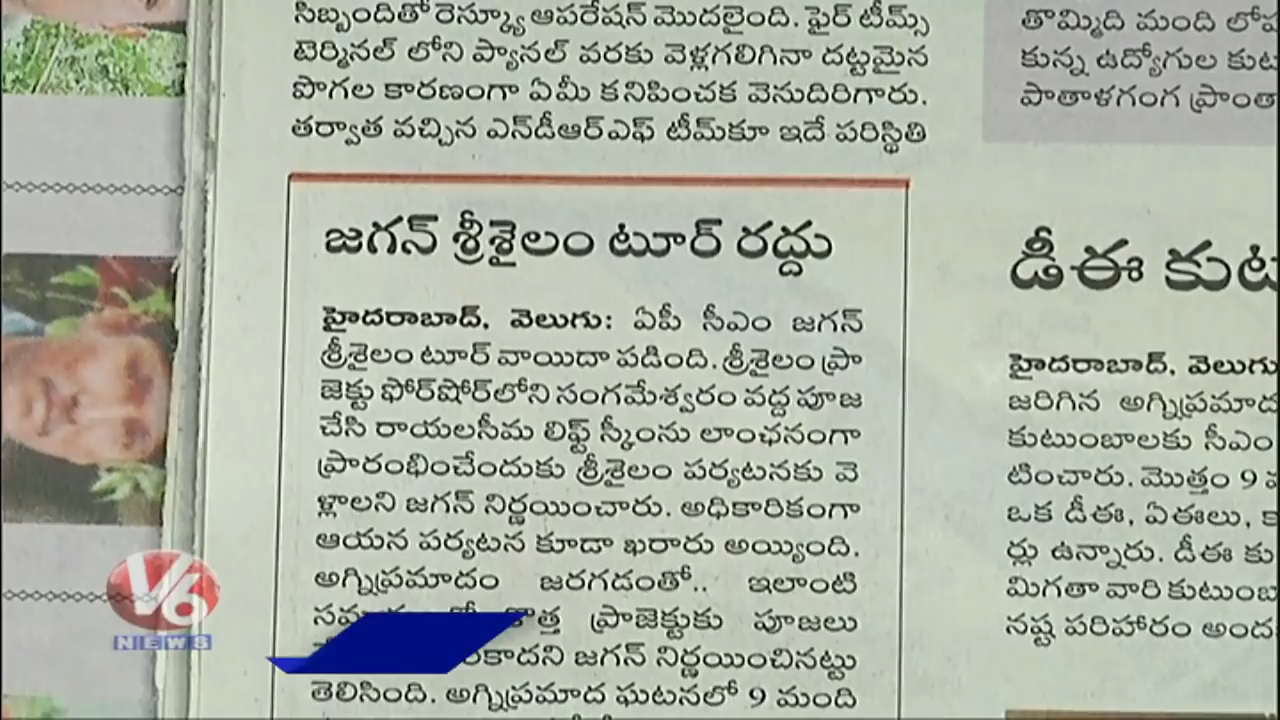 సిబ్బందితో రెస్క్యూ ఆపరేషన్ మొదలైంది. ఫైర్ టీమ్స్
టెర్మినల్ లోని ప్యానల్ వరకు వెళ్లగలిగినా దట్టమైన
పొగల కారణంగా ఏమీ కనిపించక వెనుదిరిగారు.
తర్వాత వచ్చిన ఎన్‌డీఆర్ఎఫ్ టీమ్‌కూ ఇదే పరిస్థితి
జగన్ శ్రీశైలం టూర్ రద్దు
హైదరాబాద్, వెలుగు: ఏపీ సీఎం జగన్
శ్రీశైలం టూర్ వాయిదా పడింది. శ్రీశైలం ప్రా
జెక్టు ఫోర్‌షోర్‌లోని సంగమేశ్వరం వద్ద పూజ
చేసి రాయలసీమ లిఫ్ట్ స్కీంను లాంఛనంగా
ప్రారంభించేందుకు శ్రీశైలం పర్యటనకు వె
ళ్లాలని జగన్ నిర్ణయించారు. అధికారికంగా
ఆయన పర్యటన కూడా ఖరారు అయ్యింది.
అగ్నిప్రమాదం జరగడంతో.. ఇలాంటి
ప్రాజెక్టుకు పూజలు
జగన్ నిర్ణయించినట్టు
తెలిసింది. అగ్నిప్రమాద ఘటనలో 9 మంది
తొమ్మిది మంది
కున్న ఉద్యోగుల
పాతాళగంగ
డీఈ
హైదరాబాద్, వెలుగు
జరిగిన అగ్నిప్రమాద
కుటుంబాలకు సీఎం
టించారు. మొత్తం 9
ఒక డీఈ, ఏఈలు,
ర్లు ఉన్నారు. డీఈ
మిగతా వారి
నష్ట పరిహారం
V6
NEWS